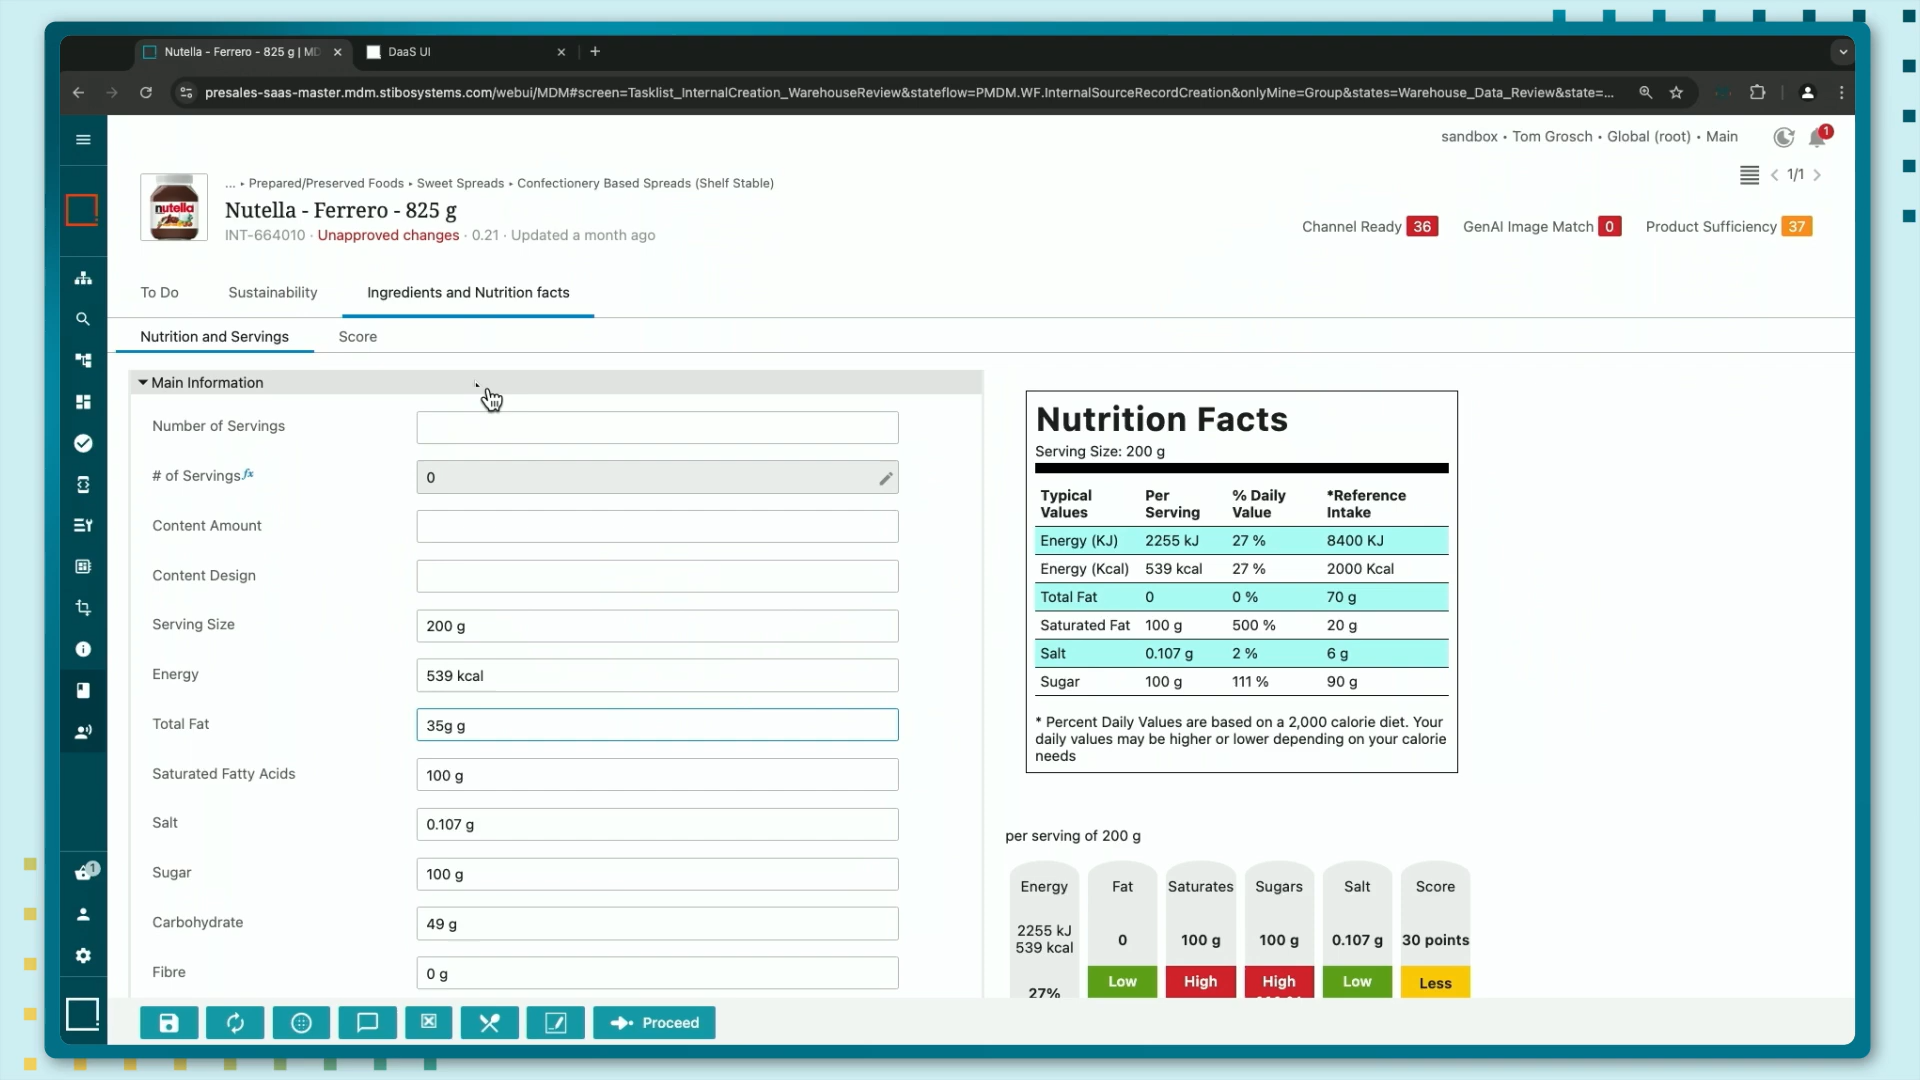 Nutella - Ferrero - 825 g | MD
DaaS UI
presales-saas-master.mdm.stibosystems.com/webui/MDM#screen=Tasklist_InternalCreation_WarehouseReview&stateflow=PMDM.WF.InternalSourceRecordCreation&onlyMine=Group&states=Warehouse_Data_Review&state=...
sandbox • Tom Grosch • Global (root) • Main
1
... ▸ Prepared/Preserved Foods ▸ Sweet Spreads ▸ Confectionery Based Spreads (Shelf Stable)
1/1
nutella
Nutella - Ferrero - 825 g
INT-664010 · Unapproved changes · 0.21 · Updated a month ago
Channel Ready 36
GenAI Image Match 0
Product Sufficiency 37
To Do
Sustainability
Ingredients and Nutrition facts
Nutrition and Servings
Score
Main Information
Number of Servings
# of Servings fx
0
Content Amount
Content Design
Serving Size
200 g
Energy
539 kcal
Total Fat
35g g
Saturated Fatty Acids
100 g
Salt
0.107 g
Sugar
100 g
Carbohydrate
49 g
Fibre
0 g
Nutrition Facts
Serving Size: 200 g
Typical Values Per Serving % Daily Value *Reference Intake
Energy (KJ) 2255 kJ 27 % 8400 KJ
Energy (Kcal) 539 kcal 27 % 2000 Kcal
Total Fat 0 0 % 70 g
Saturated Fat 100 g 500 % 20 g
Salt 0.107 g 2 % 6 g
Sugar 100 g 111 % 90 g
* Percent Daily Values are based on a 2,000 calorie diet. Your
daily values may be higher or lower depending on your calorie
needs
per serving of 200 g
Energy Fat Saturates Sugars Salt Score
2255 kJ
539 kcal
0 100 g 100 g 0.107 g 30 points
27% Low High High Low Less
1
Proceed